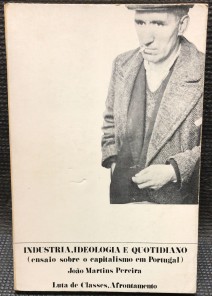 INDUSTRIA, IDEOLOGIA E QUOTIDIANO
(ensaio sobre o capitalismo em Portugal)
João Martins Pereira
Luta de Classes, Afrontamento